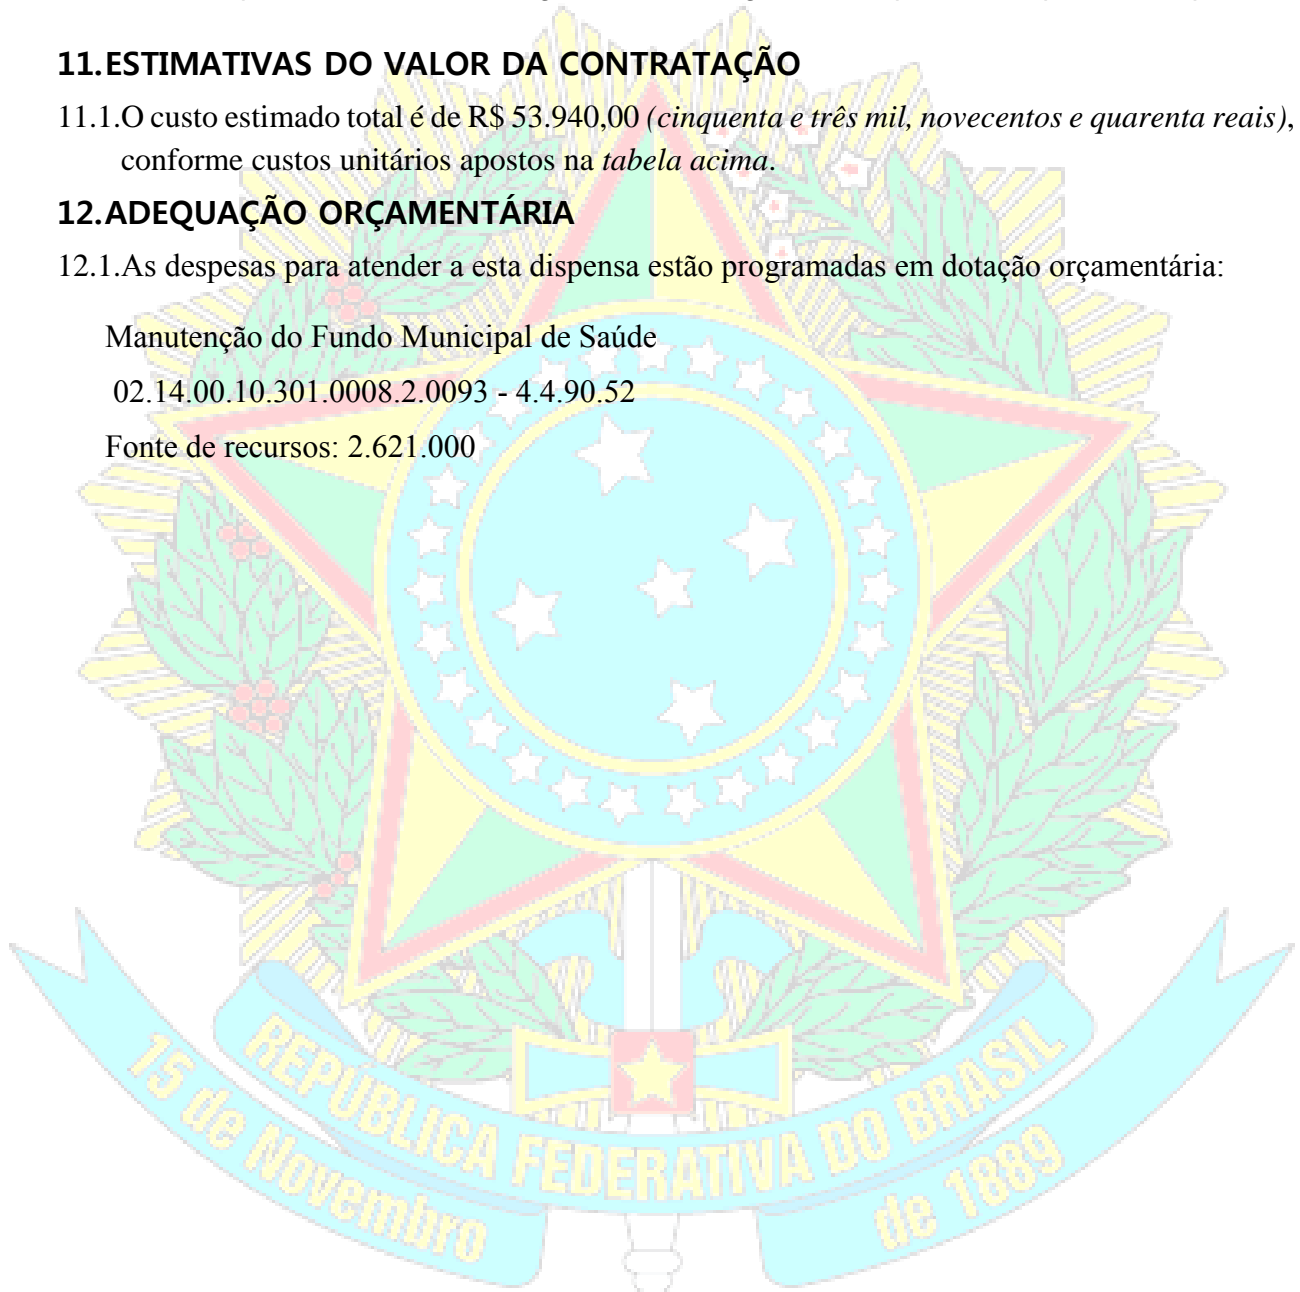 11.ESTIMATIVAS DO VALOR DA CONTRATAÇÃO
11.1.O custo estimado total é de R$ 53.940,00 (cinquenta e três mil, novecentos e quarenta reais),
conforme custos unitários apostos na tabela acima.
12.ADEQUAÇÃO ORÇAMENTÁRIA
12.1.As despesas para atender a esta dispensa estão programadas em dotação orçamentária:
Manutenção do Fundo Municipal de Saúde
02.14.00.10.301.0008.2.0093 - 4.4.90.52
Fonte de recursos: 2.621.000
REPÚBLICA FEDERATIVA DO BRASIL
15 de Novembro de 1889